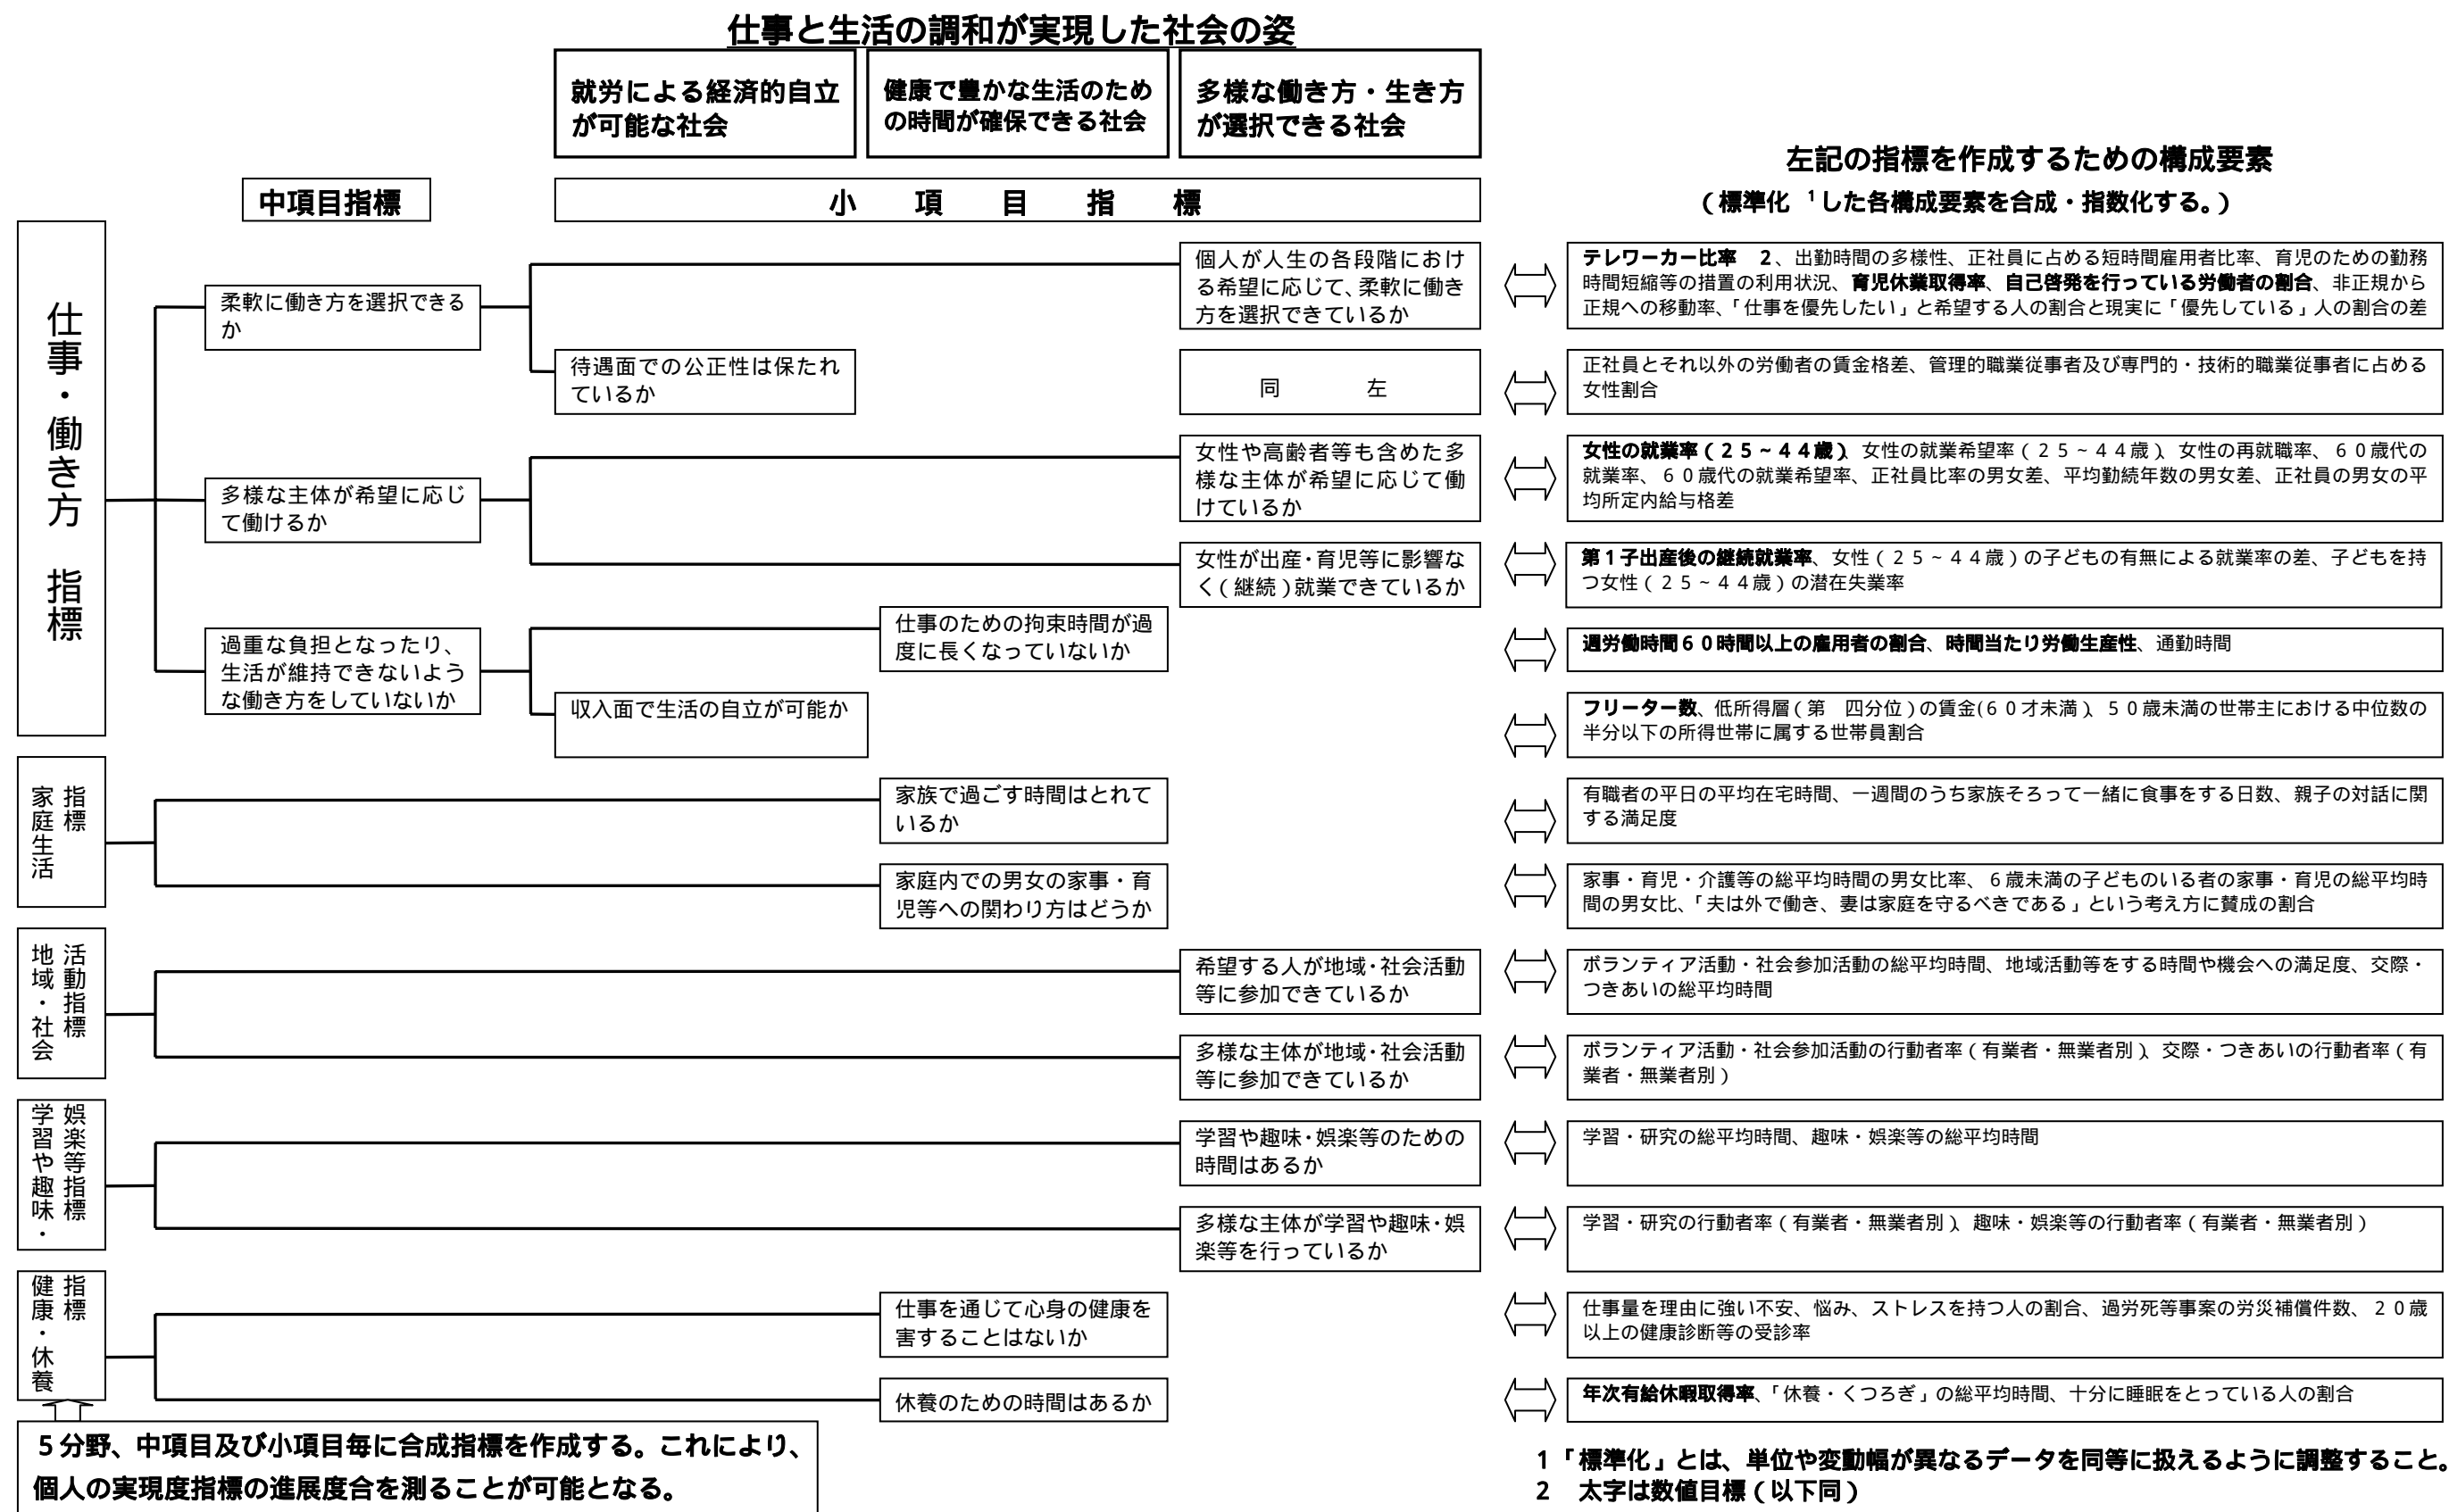 仕事と生活の調和が実現した社会の姿
就労による経済的自立
が可能な社会
健康で豊かな生活のため
の時間が確保できる社会
多様な働き方・生き方
が選択できる社会
左記の指標を作成するための構成要素
(標準化 1した各構成要素を合成・指数化する。)
中項目指標
小 項 目 指 標
仕事・働き方 指標
柔軟に働き方を選択できる
か
個人が人生の各段階におけ
る希望に応じて、柔軟に働き
方を選択できているか
テレワーカー比率 2、出勤時間の多様性、正社員に占める短時間雇用者比率、育児のための勤務
時間短縮等の措置の利用状況、育児休業取得率、自己啓発を行っている労働者の割合、非正規から
正規への移動率、「仕事を優先したい」と希望する人の割合と現実に「優先している」人の割合の差
待遇面での公正性は保たれ
ているか
同 左
正社員とそれ以外の労働者の賃金格差、管理的職業従事者及び専門的・技術的職業従事者に占める
女性割合
多様な主体が希望に応じ
て働けるか
女性や高齢者等も含めた多
様な主体が希望に応じて働
けているか
女性の就業率(25~44歳)、女性の就業希望率(25~44歳)、女性の再就職率、60歳代の
就業率、60歳代の就業希望率、正社員比率の男女差、平均勤続年数の男女差、正社員の男女の平
均所定内給与格差
女性が出産・育児等に影響な
く(継続)就業できているか
第1子出産後の継続就業率、女性(25~44歳)の子どもの有無による就業率の差、子どもを持
つ女性(25~44歳)の潜在失業率
過重な負担となったり、
生活が維持できないよう
な働き方をしていないか
仕事のための拘束時間が過
度に長くなっていないか
週労働時間60時間以上の雇用者の割合、時間当たり労働生産性、通勤時間
収入面で生活の自立が可能か
フリーター数、低所得層(第 四分位)の賃金(60才未満)、50歳未満の世帯主における中位数の
半分以下の所得世帯に属する世帯員割合
家庭生活
指標
家族で過ごす時間はとれて
いるか
有職者の平日の平均在宅時間、一週間のうち家族そろって一緒に食事をする日数、親子の対話に関
する満足度
家庭内での男女の家事・育
児等への関わり方はどうか
家事・育児・介護等の総平均時間の男女比率、6歳未満の子どものいる者の家事・育児の総平均時
間の男女比、「夫は外で働き、妻は家庭を守るべきである」という考え方に賛成の割合
地域・社会
活動指標
希望する人が地域・社会活動
等に参加できているか
ボランティア活動・社会参加活動の総平均時間、地域活動等をする時間や機会への満足度、交際・
つきあいの総平均時間
多様な主体が地域・社会活動
等に参加できているか
ボランティア活動・社会参加活動の行動者率(有業者・無業者別)、交際・つきあいの行動者率(有
業者・無業者別)
学習や趣味・
娯楽等指標
学習や趣味・娯楽等のための
時間はあるか
学習・研究の総平均時間、趣味・娯楽等の総平均時間
多様な主体が学習や趣味・娯
楽等を行っているか
学習・研究の行動者率(有業者・無業者別)、趣味・娯楽等の行動者率(有業者・無業者別)
健康・休養
指標
仕事を通じて心身の健康を
害することはないか
仕事量を理由に強い不安、悩み、ストレスを持つ人の割合、過労死等事案の労災補償件数、20歳
以上の健康診断等の受診率
休養のための時間はあるか
年次有給休暇取得率、「休養・くつろぎ」の総平均時間、十分に睡眠をとっている人の割合
5分野、中項目及び小項目毎に合成指標を作成する。これにより、
個人の実現度指標の進展度合を測ることが可能となる。
1「標準化」とは、単位や変動幅が異なるデータを同等に扱えるように調整すること。
2 太字は数値目標(以下同)